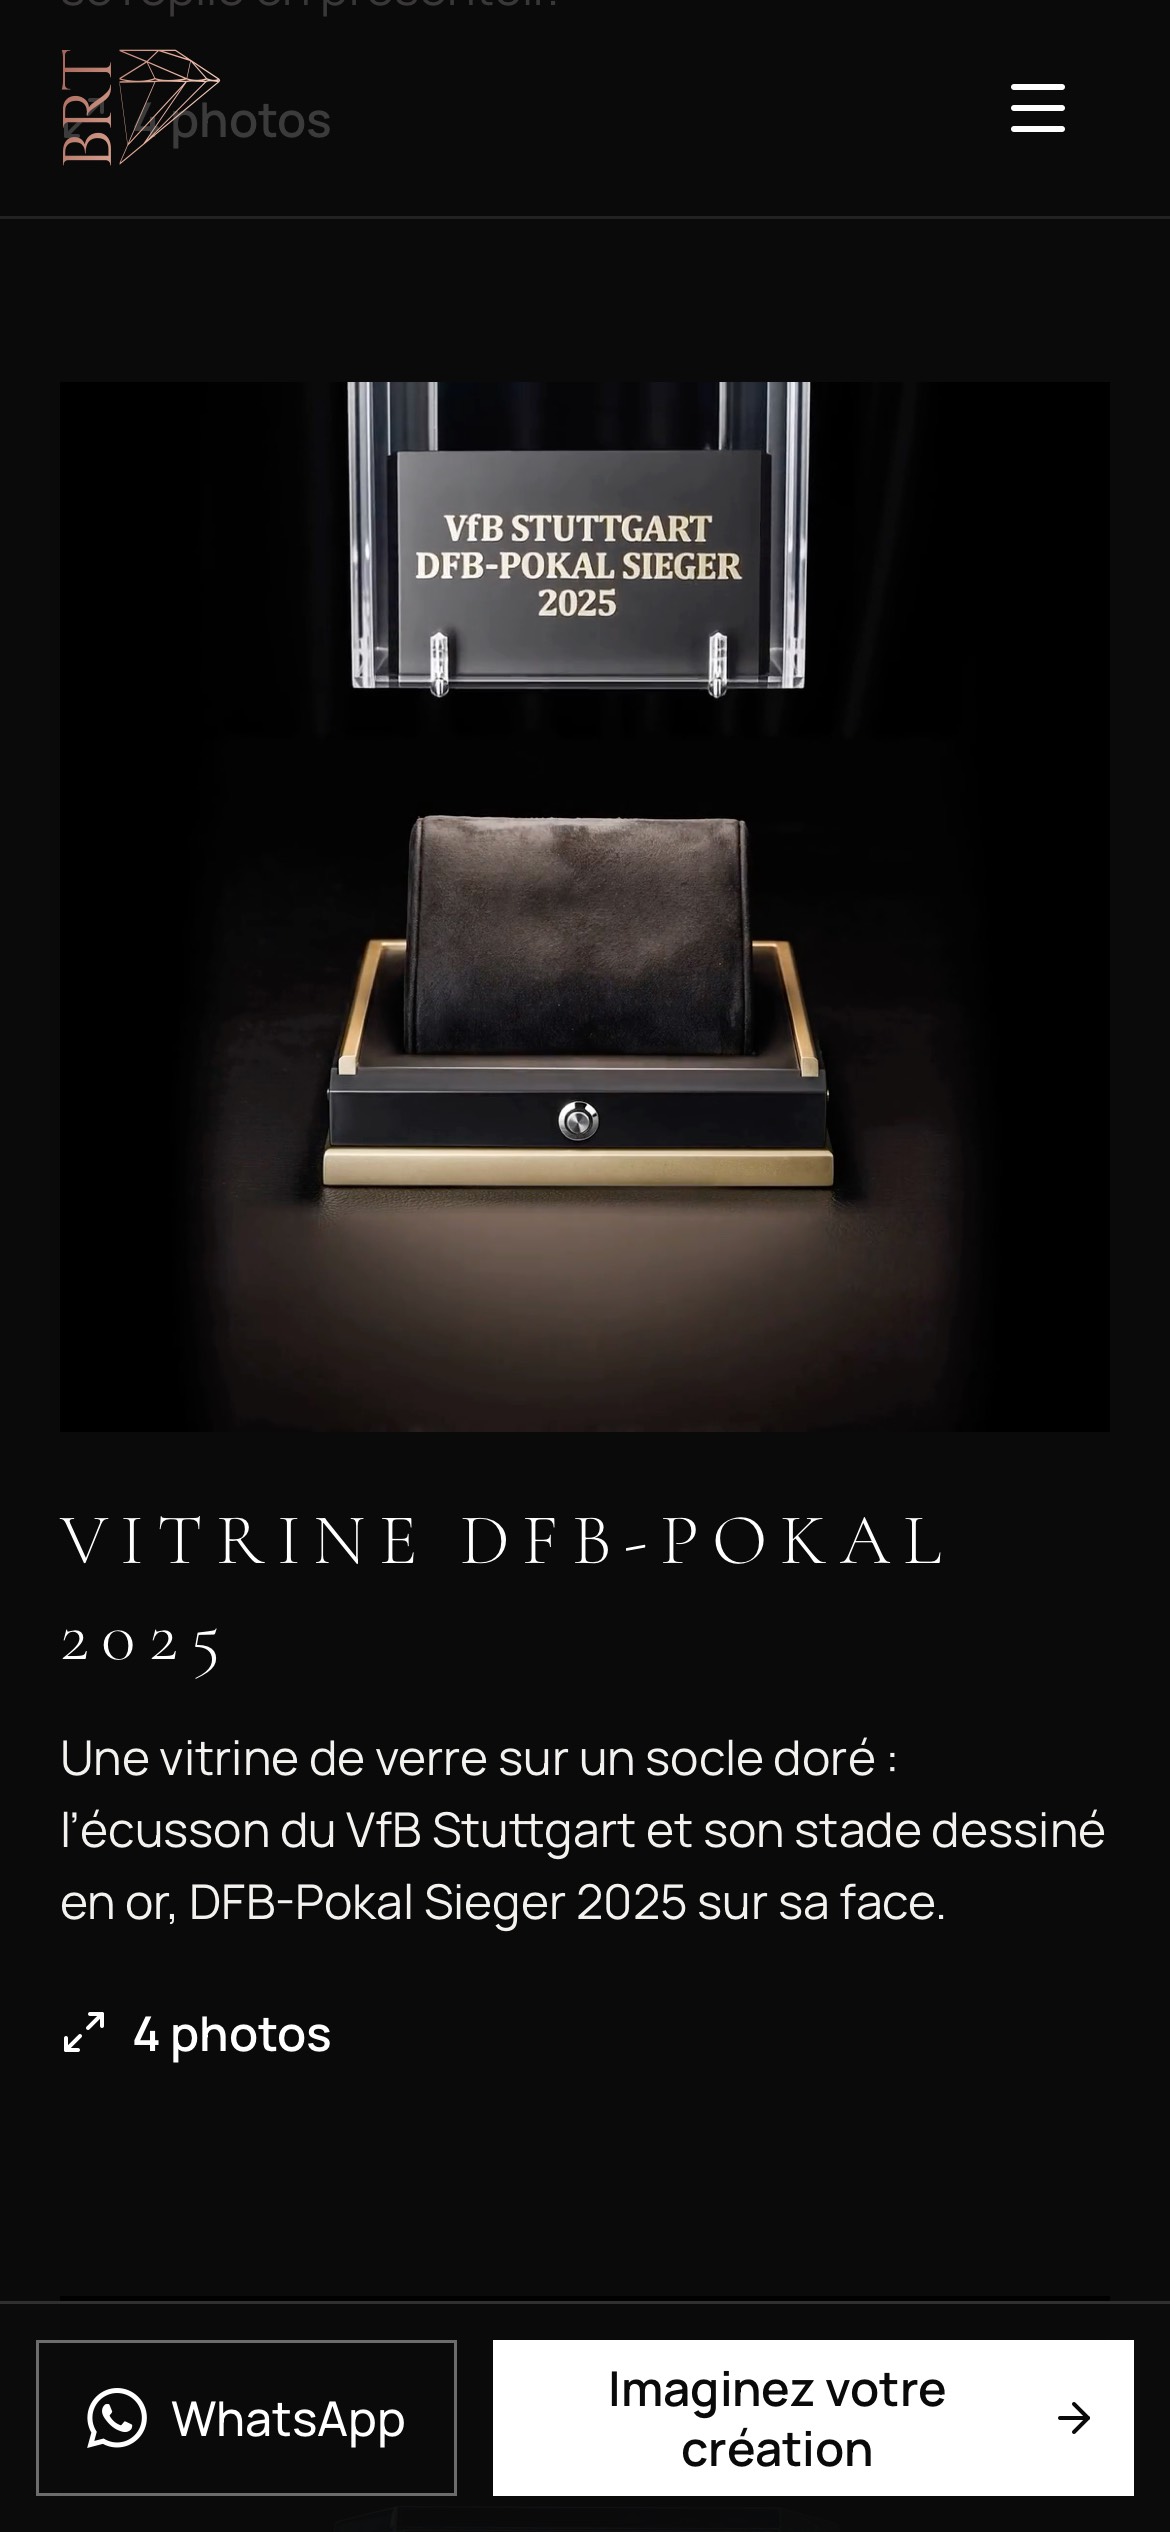 BRT
4 photos
VfB STUTTGART
DFB-POKAL SIEGER
2025
VITRINE DFB-POKAL
2025
Une vitrine de verre sur un socle doré :
l’écusson du VfB Stuttgart et son stade dessiné
en or, DFB-Pokal Sieger 2025 sur sa face.
4 photos
WhatsApp
Imaginez votre
création